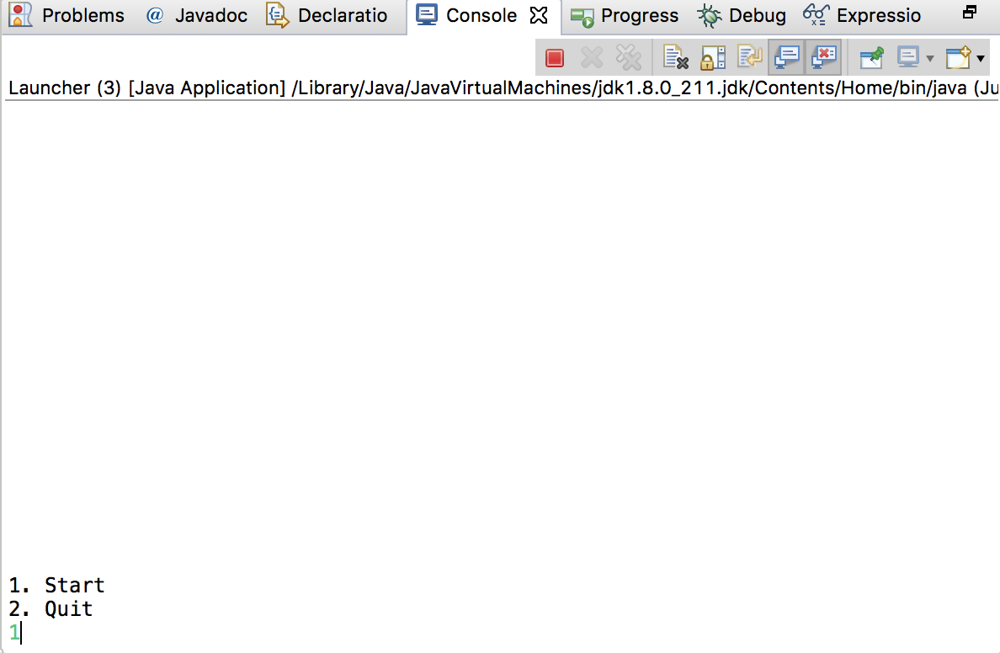 Problems @ Javadoc Declaratio Console Progress Debug Expressio
Launcher (3) [Java Application] /Library/Java/JavaVirtualMachines/jdk1.8.0_211.jdk/Contents/Home/bin/java (Ju
1. Start
2. Quit
1